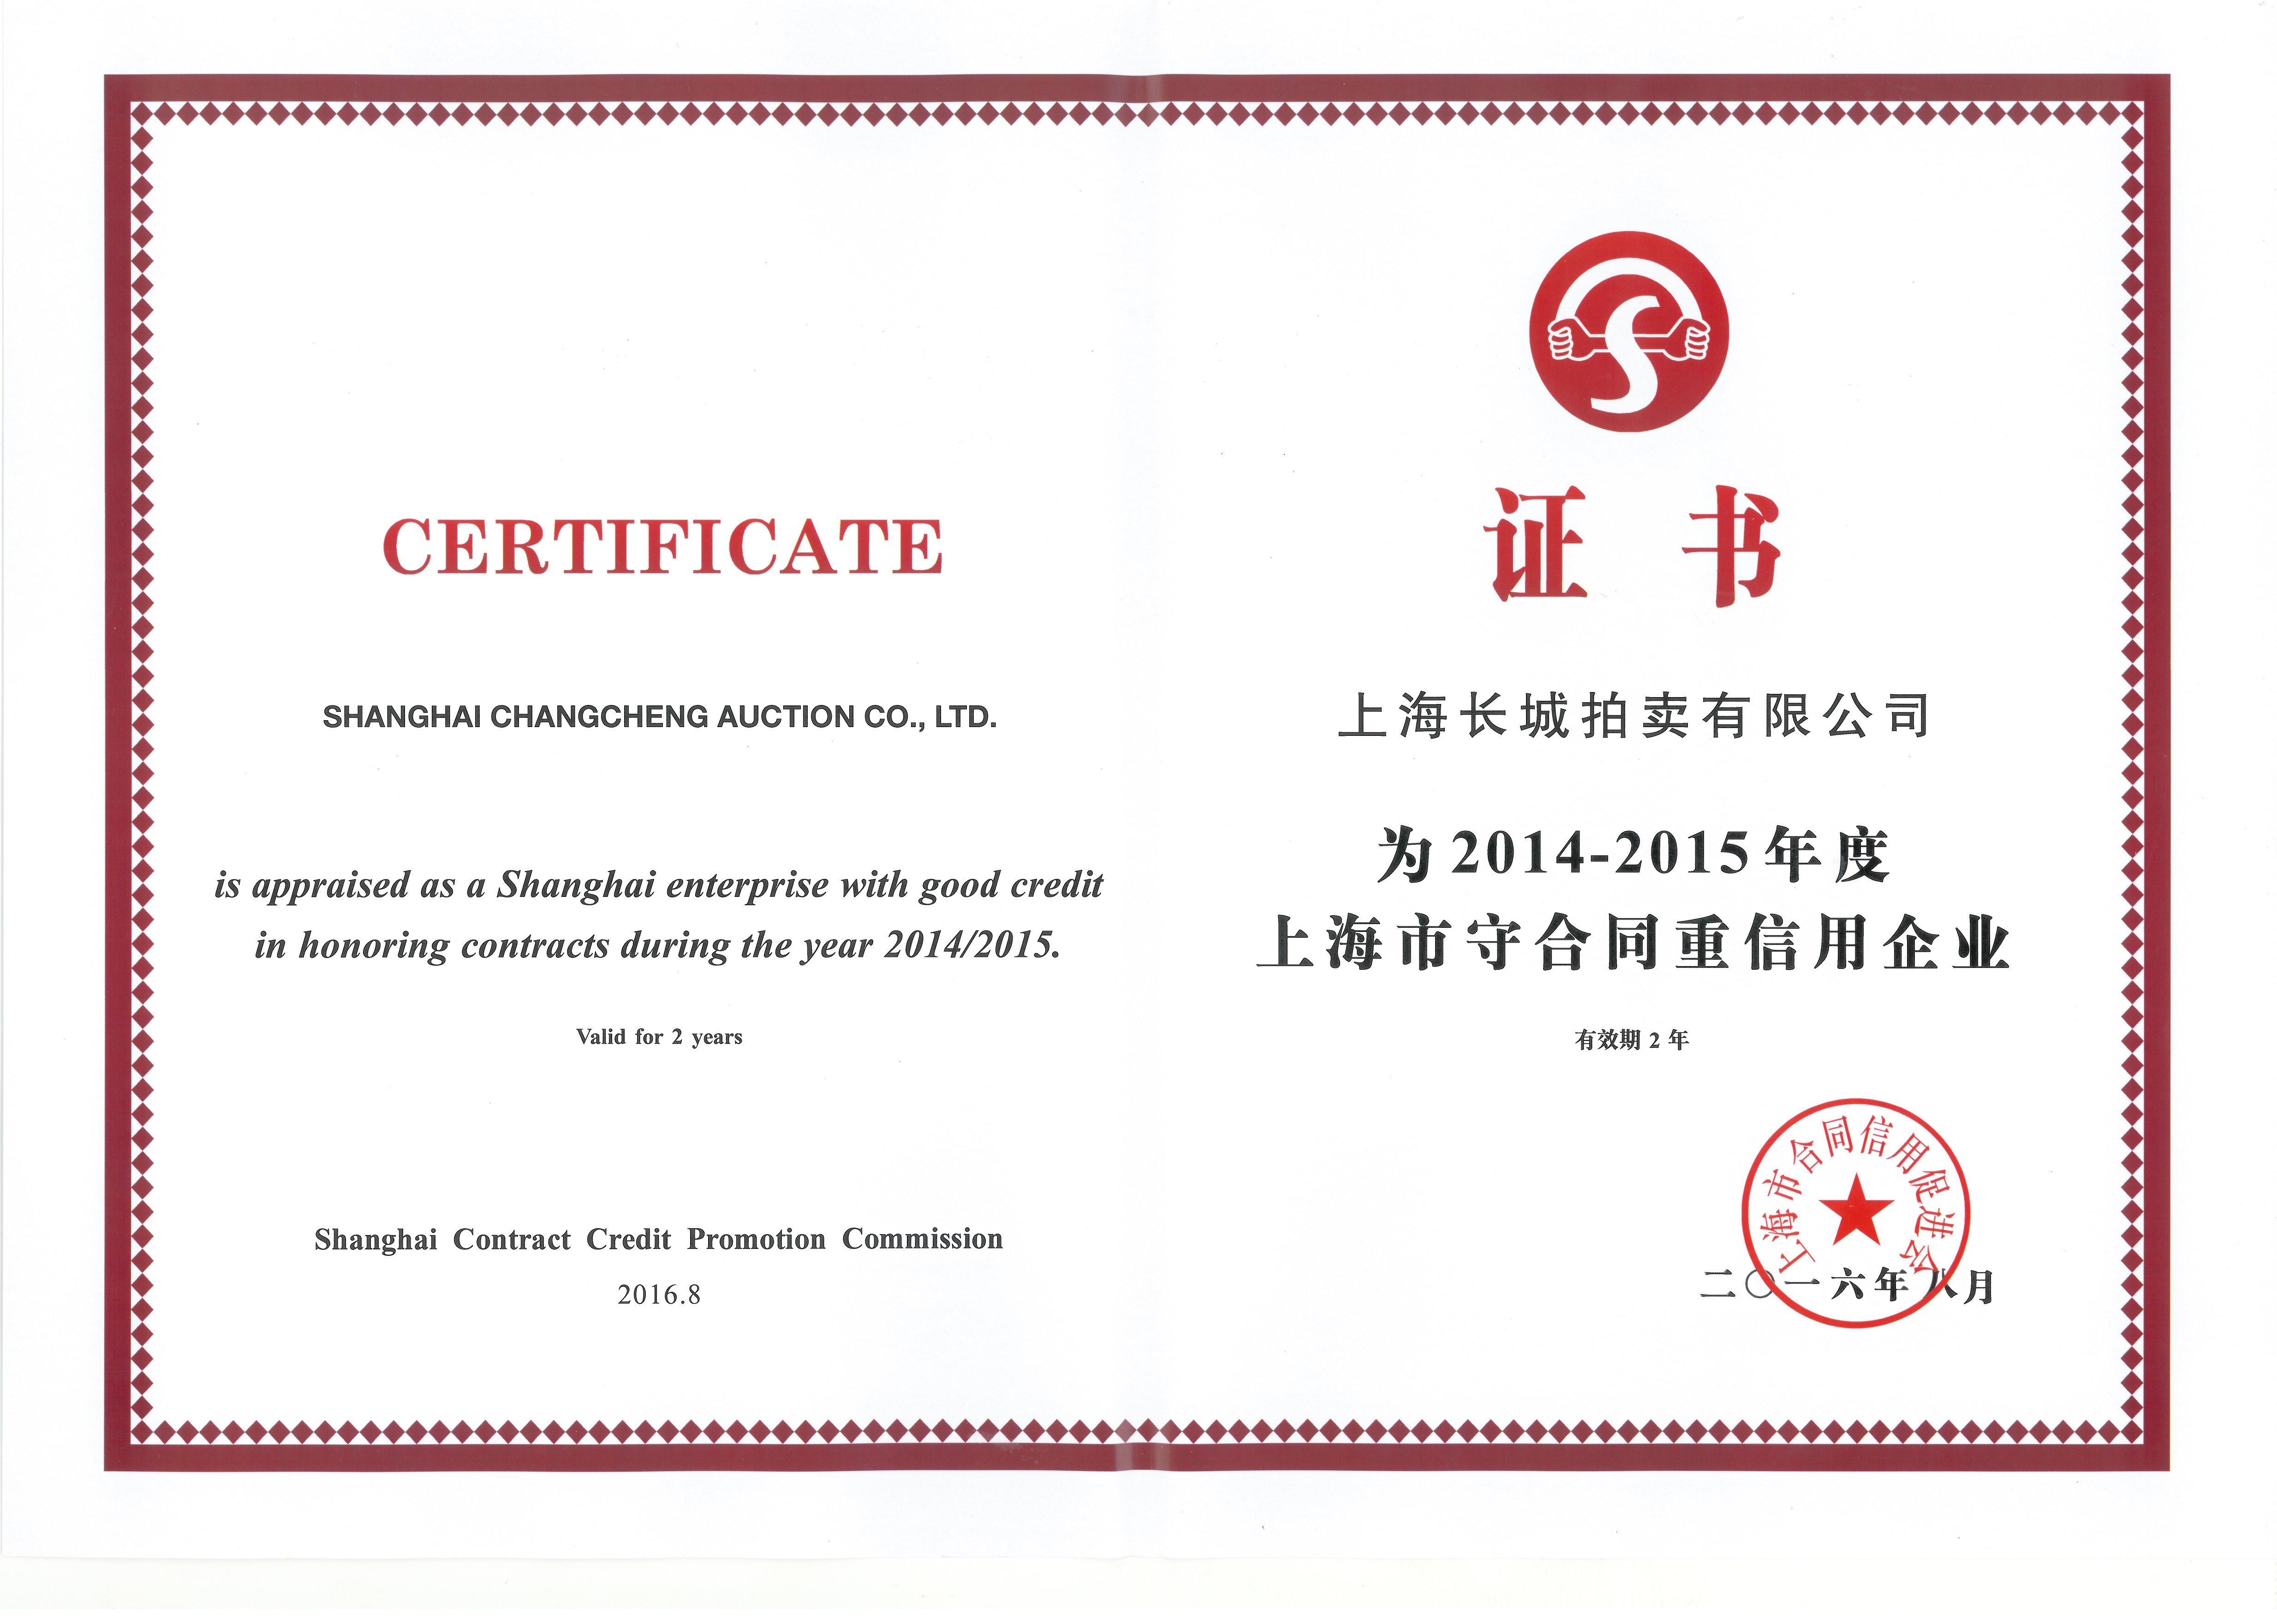 CERTIFICATE
SHANGHAI CHANGCHENG AUCTION CO., LTD.
is appraised as a Shanghai enterprise with good credit
in honoring contracts during the year 2014/2015.
Valid for 2 years
Shanghai Contract Credit Promotion Commission
2016.8
证书
上海长城拍卖有限公司
为2014-2015年度
上海市守合同重信用企业
有效期2年
上海市合同信用促进会
二〇一六年八月